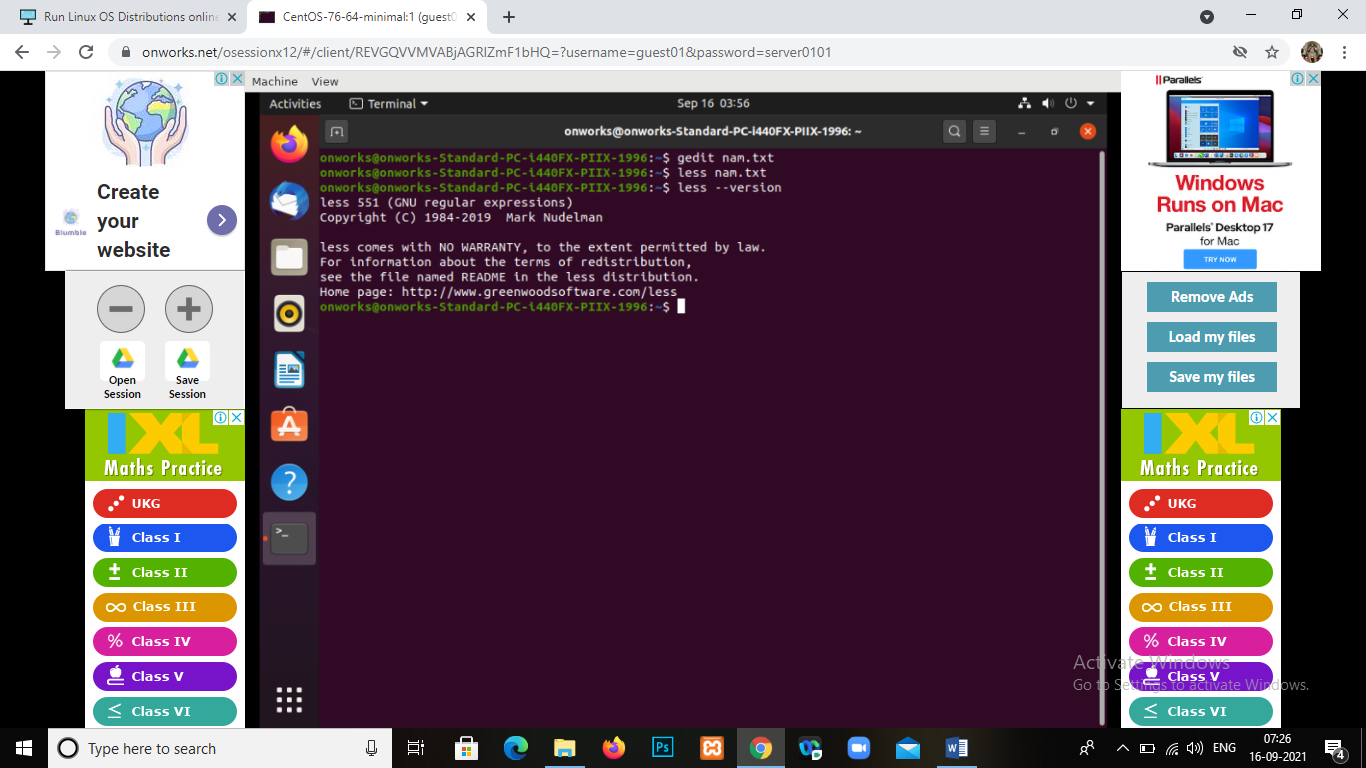 Run Linux OS Distributions online
CentOS-76-64-minimal:1 (guest0
onworks.net/osessionx12/#/client/REVGQVVMVABjAGRlZmF1bHQ=?username=guest01&password=server0101
Machine View
Activities Terminal Sep 16 03:56
onworks@onworks-Standard-PC-i440FX-PIIX-1996: ~
onworks@onworks-Standard-PC-i440FX-PIIX-1996:~$ gedit nam.txt
onworks@onworks-Standard-PC-i440FX-PIIX-1996:~$ less nam.txt
onworks@onworks-Standard-PC-i440FX-PIIX-1996:~$ less --version
less 551 (GNU regular expressions)
Copyright (C) 1984-2019 Mark Nudelman
less comes with NO WARRANTY, to the extent permitted by law.
For information about the terms of redistribution,
see the file named README in the less distribution.
Home page: http://www.greenwoodsoftware.com/less
onworks@onworks-Standard-PC-i440FX-PIIX-1996:~$
Create
your
website
Blumble
Open
Session
Save
Session
IXL
Maths Practice
UKG
Class I
Class II
Class III
% Class IV
Class V
Class VI
Parallels
Windows
Runs on Mac
Parallels Desktop 17
for Mac
TRY NOW
Remove Ads
Load my files
Save my files
IXL
Maths Practice
UKG
Class I
Class II
Class III
% Class IV
Class V
Class VI
Activate Windows
Go to Settings to activate Windows.
Type here to search
Ps
ENG
07:26
16-09-2021
4